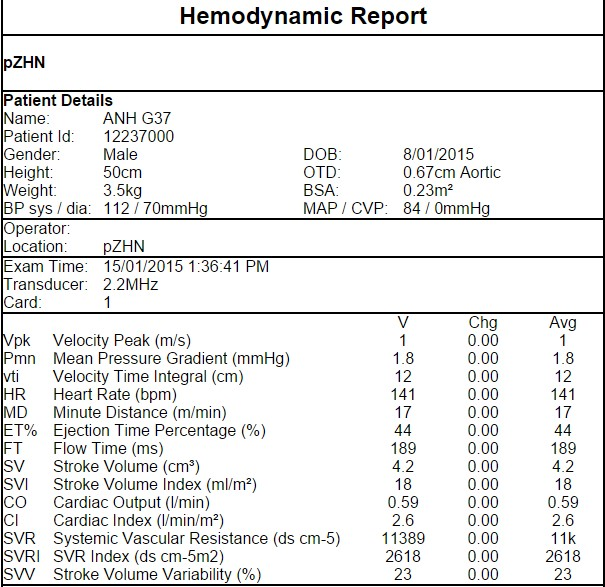 Hemodynamic Report
pZHN
Patient Details
Name: ANH G37
Patient Id: 12237000
Gender: Male DOB: 8/01/2015
Height: 50cm OTD: 0.67cm Aortic
Weight: 3.5kg BSA: 0.23m²
BP sys / dia: 112 / 70mmHg MAP / CVP: 84 / 0mmHg
Operator:
Location: pZHN
Exam Time: 15/01/2015 1:36:41 PM
Transducer: 2.2MHz
Card: 1
V Chg Avg
Vpk Velocity Peak (m/s) 1 0.00 1
Pmn Mean Pressure Gradient (mmHg) 1.8 0.00 1.8
vti Velocity Time Integral (cm) 12 0.00 12
HR Heart Rate (bpm) 141 0.00 141
MD Minute Distance (m/min) 17 0.00 17
ET% Ejection Time Percentage (%) 44 0.00 44
FT Flow Time (ms) 189 0.00 189
SV Stroke Volume (cm³) 4.2 0.00 4.2
SVI Stroke Volume Index (ml/m²) 18 0.00 18
CO Cardiac Output (l/min) 0.59 0.00 0.59
CI Cardiac Index (l/min/m²) 2.6 0.00 2.6
SVR Systemic Vascular Resistance (ds cm-5) 11389 0.00 11k
SVRI SVR Index (ds cm-5m2) 2618 0.00 2618
SVV Stroke Volume Variability (%) 23 0.00 23